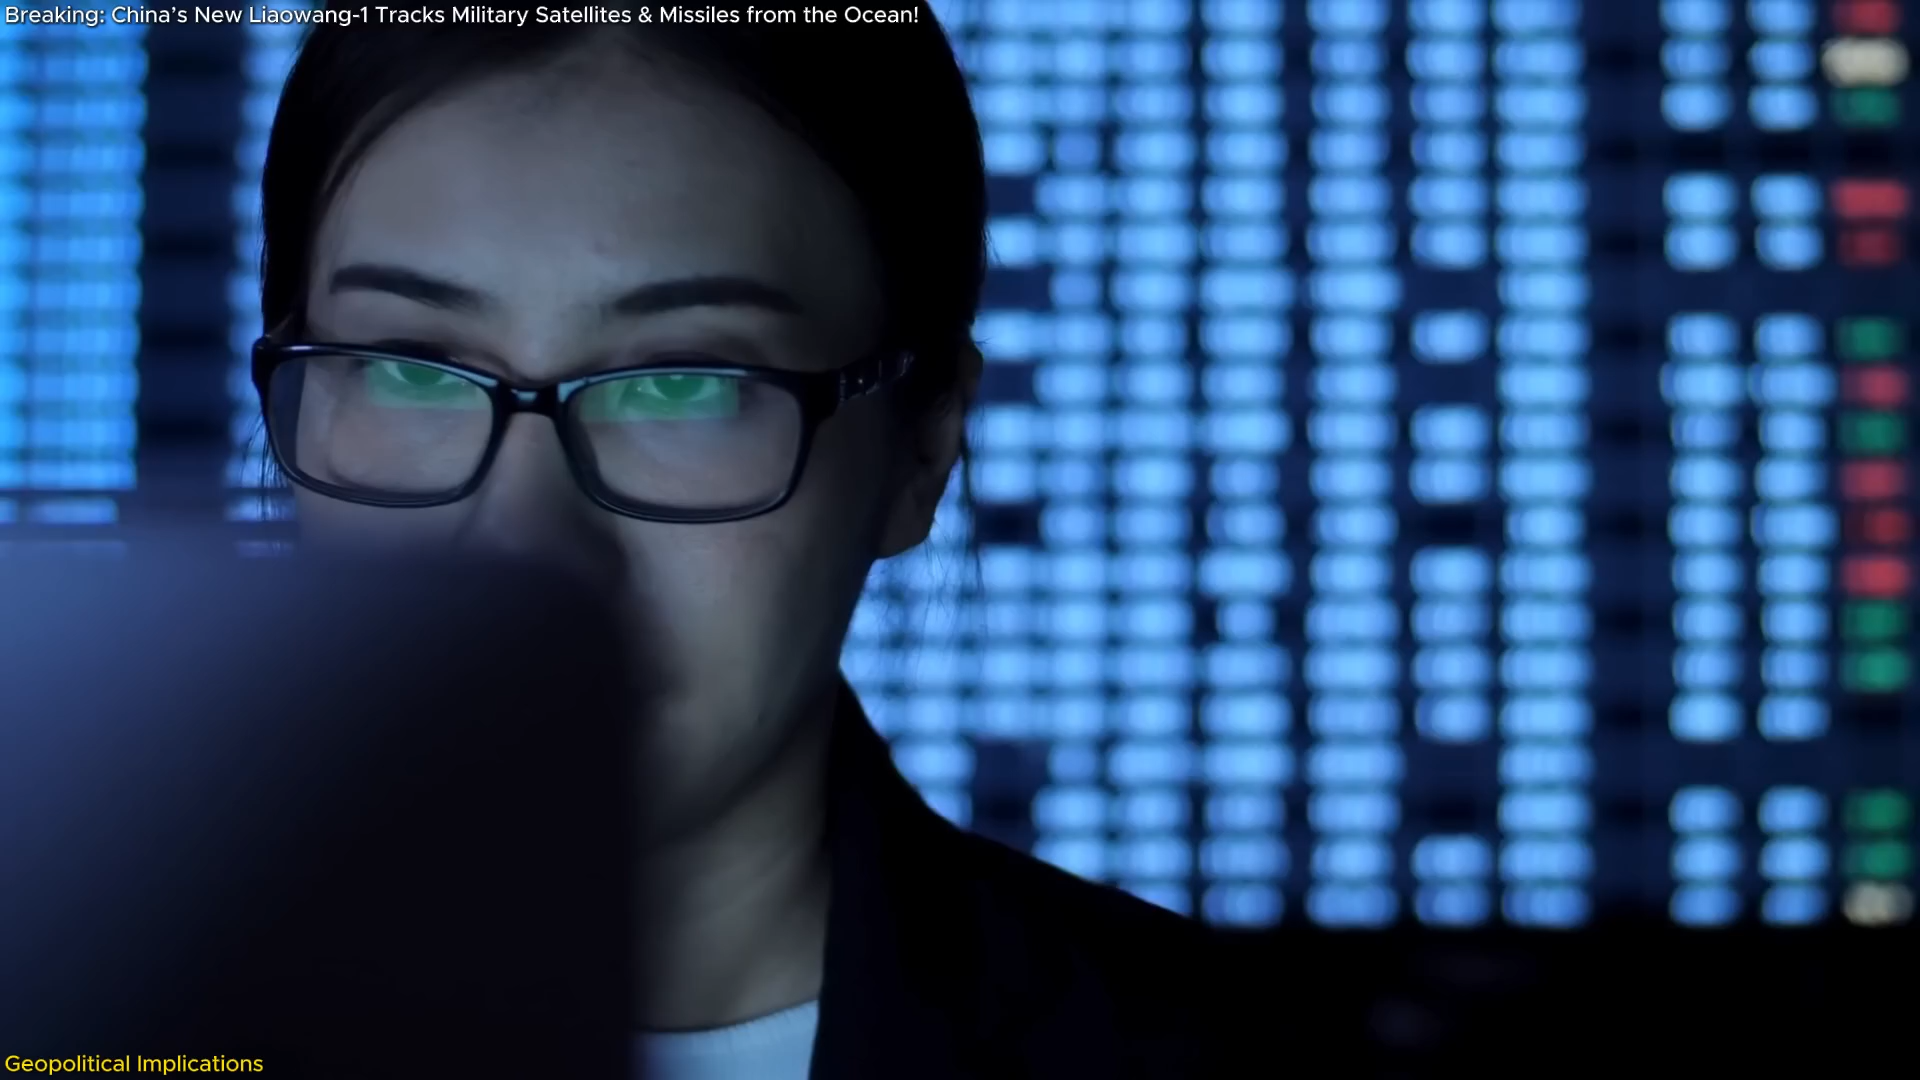 Breaking: China’s New Liaowang-1 Tracks Military Satellites & Missiles from the Ocean!
Geopolitical Implications